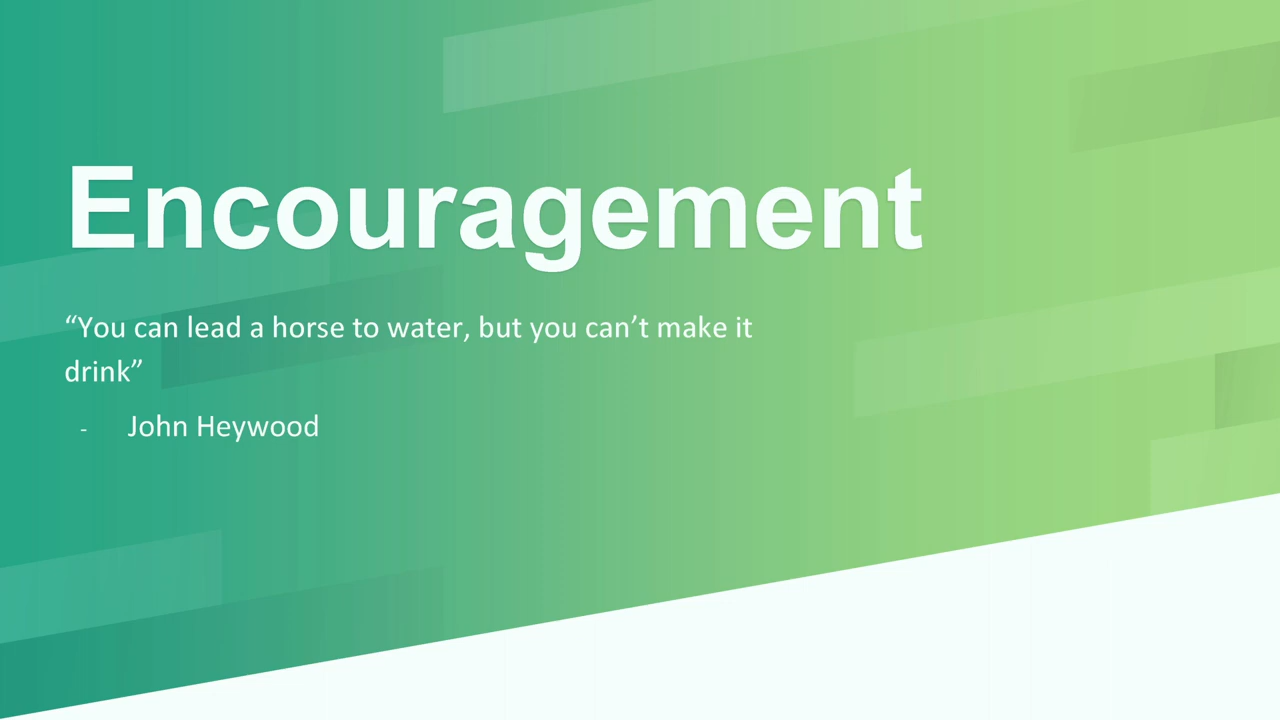 Encouragement
“You can lead a horse to water, but you can’t make it
drink”
- John Heywood